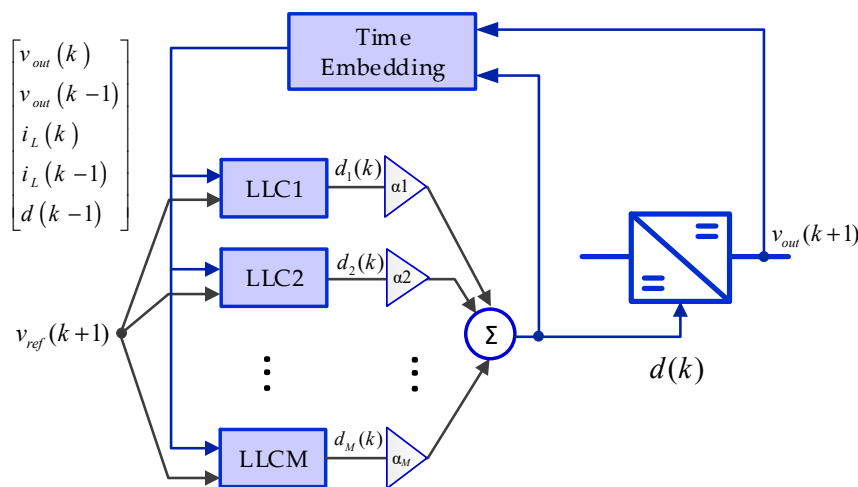 Time
Embedding
v_out(k)
v_out(k−1)
i_L(k)
i_L(k−1)
d(k−1)
LLC1
d_1(k)
α1
LLC2
d_2(k)
α2
v_ref(k+1)
Σ
v_out(k+1)
d(k)
LLCM
d_M(k)
α_M